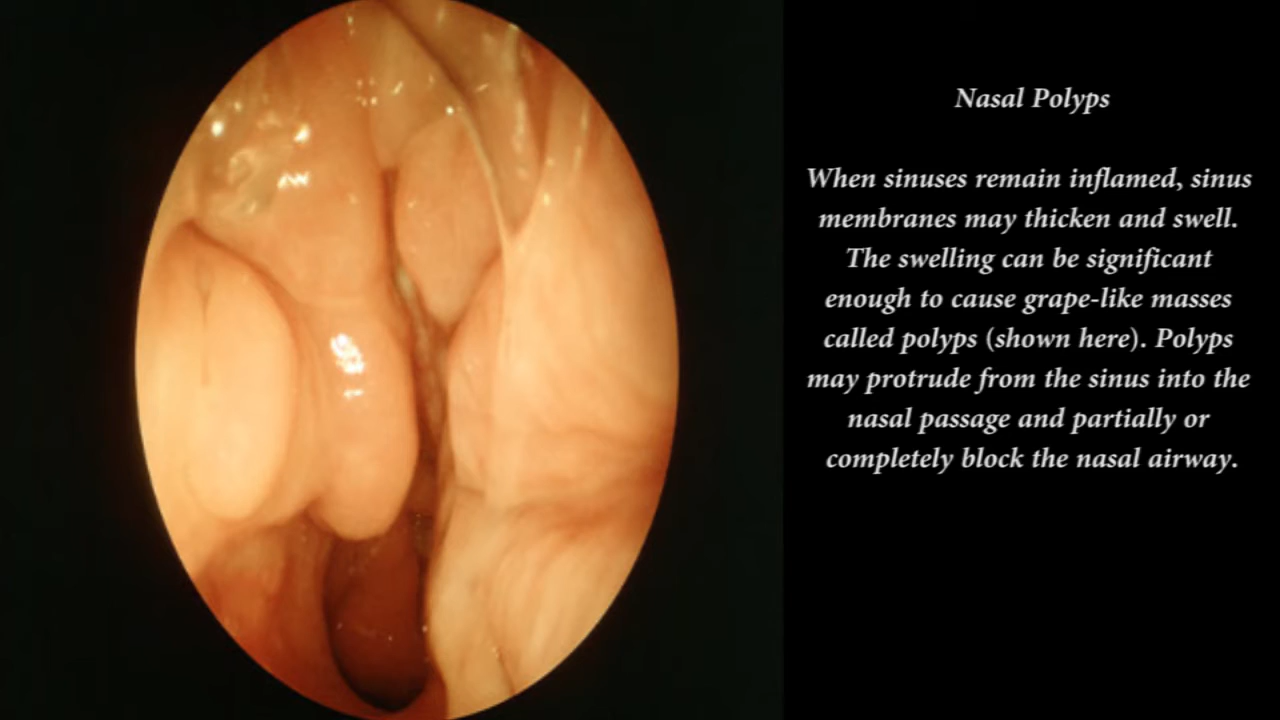 Nasal Polyps
When sinuses remain inflamed, sinus
membranes may thicken and swell.
The swelling can be significant
enough to cause grape-like masses
called polyps (shown here). Polyps
may protrude from the sinus into the
nasal passage and partially or
completely block the nasal airway.